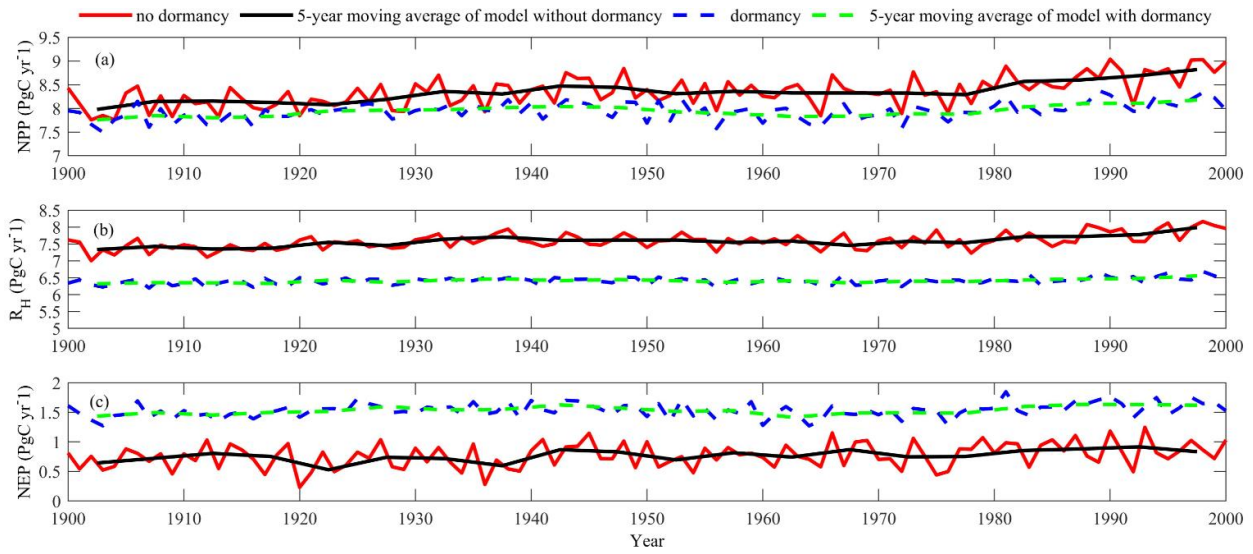 no dormancy 5-year moving average of model without dormancy dormancy 5-year moving average of model with dormancy
(a)
NPP (PgC yr⁻¹)
9.5
9
8.5
8
7.5
7
1900 1910 1920 1930 1940 1950 1960 1970 1980 1990 2000
(b)
R_H (PgC yr⁻¹)
8.5
8
7.5
7
6.5
6
5.5
5
1900 1910 1920 1930 1940 1950 1960 1970 1980 1990 2000
(c)
NEP (PgC yr⁻¹)
2
1.5
1
0.5
0
1900 1910 1920 1930 1940 1950 1960 1970 1980 1990 2000
Year